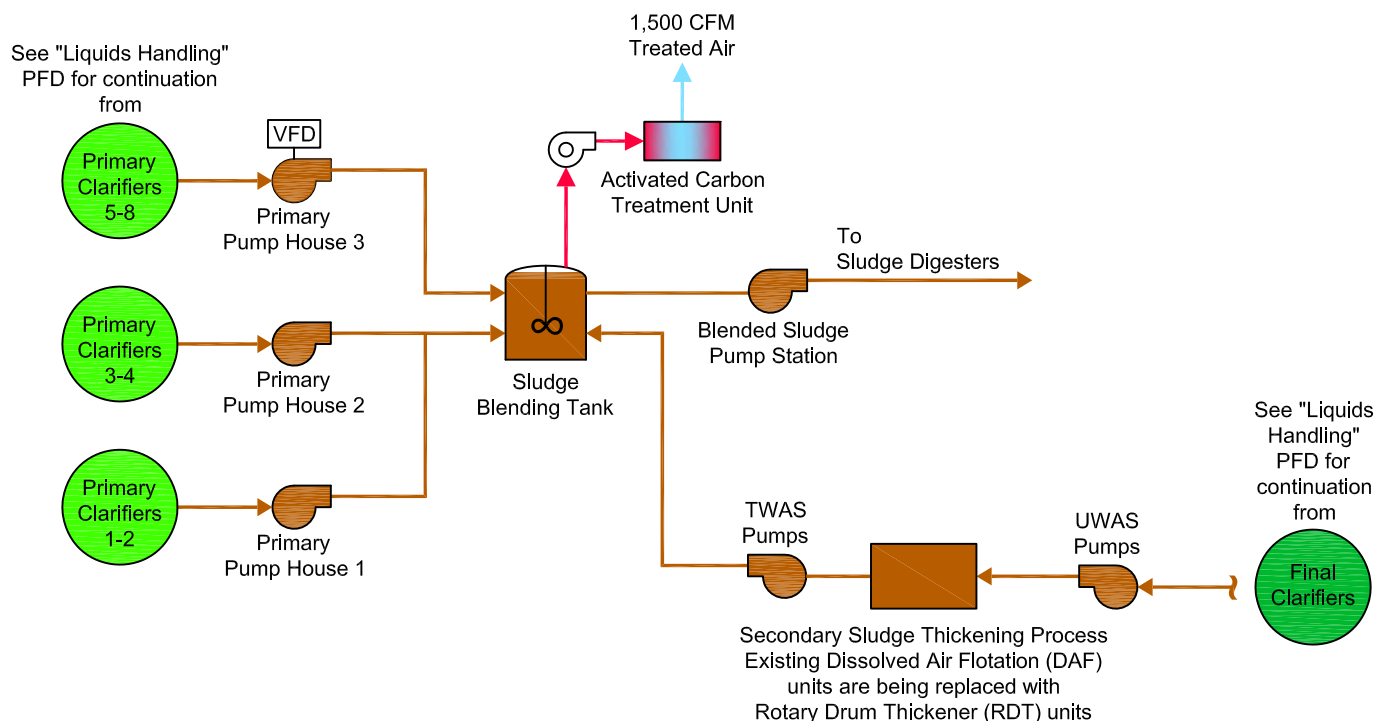 See "Liquids Handling"
PFD for continuation
from
Primary
Clarifiers
5-8
VFD
Primary
Pump House 3
1,500 CFM
Treated Air
Activated Carbon
Treatment Unit
To
Sludge Digesters
Blended Sludge
Pump Station
Primary
Clarifiers
3-4
Primary
Pump House 2
Sludge
Blending Tank
Primary
Clarifiers
1-2
Primary
Pump House 1
TWAS
Pumps
UWAS
Pumps
See "Liquids
Handling"
PFD for
continuation
from
Final
Clarifiers
Secondary Sludge Thickening Process
Existing Dissolved Air Flotation (DAF)
units are being replaced with
Rotary Drum Thickener (RDT) units